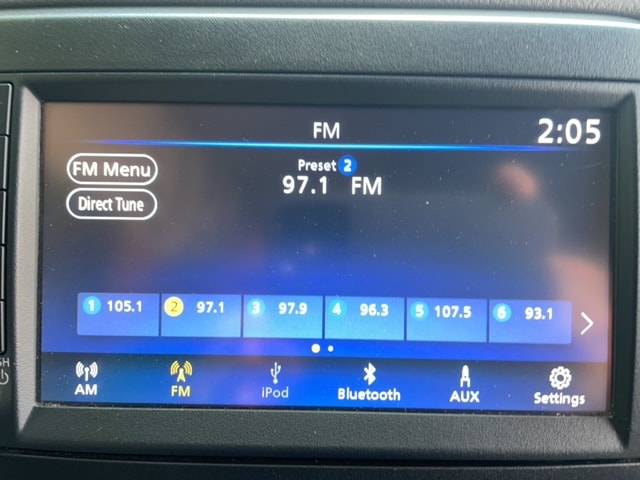 FM
2:05
FM Menu
Preset 2
97.1 FM
Direct Tune
1 105.1
2 97.1
3 97.9
4 96.3
5 107.5
6 93.1
AM
FM
iPod
Bluetooth
AUX
Settings